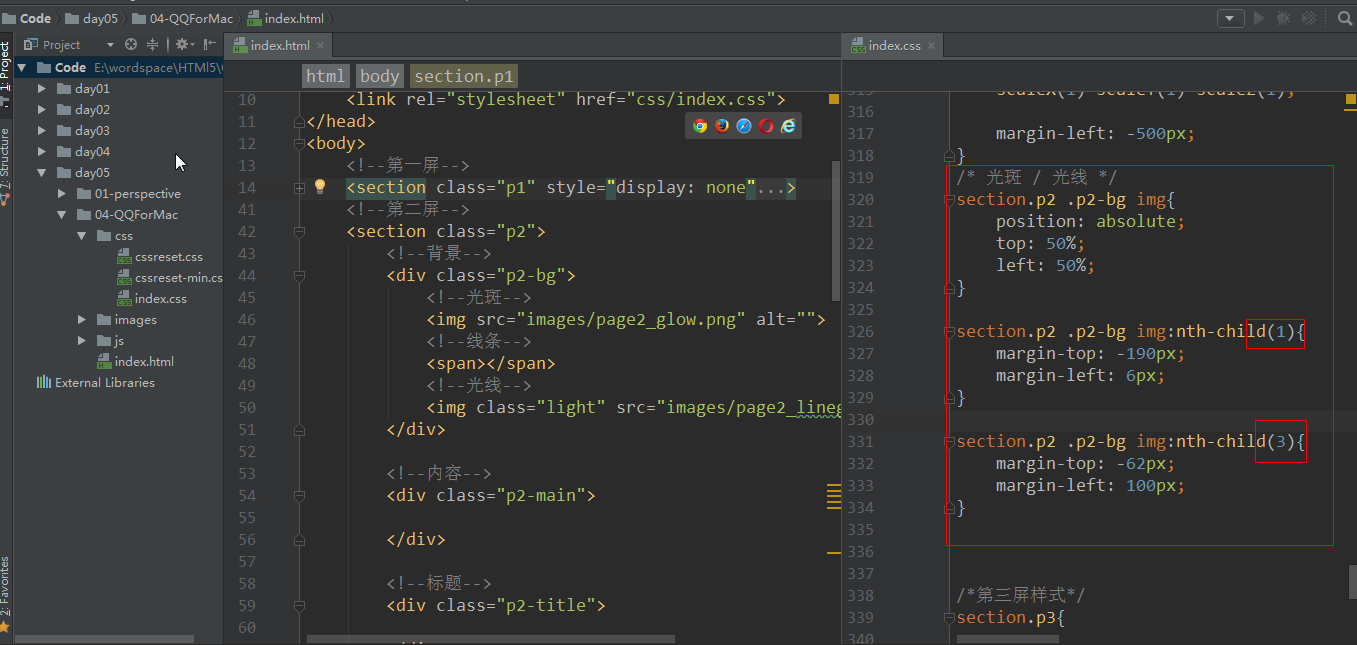 Code
day05
04-QQForMac
index.html
Project
index.html
index.css
1: Project
7: Structure
2: Favorites
Code E:\wordspace\HTMl5\
day01
day02
day03
day04
day05
01-perspective
04-QQForMac
css
cssreset.css
cssreset-min.cs
index.css
images
js
index.html
External Libraries
html body section.p1
10 <link rel="stylesheet" href="css/index.css">
11 </head>
12 <body>
13 <!--第一屏-->
14 <section class="p1" style="display: none"...>
41 <!--第二屏-->
42 <section class="p2">
43 <!--背景-->
44 <div class="p2-bg">
45 <!--光斑-->
46 <img src="images/page2_glow.png" alt="">
47 <!--线条-->
48 <span></span>
49 <!--光线-->
50 <img class="light" src="images/page2_lineg
51 </div>
52
53 <!--内容-->
54 <div class="p2-main">
55
56 </div>
57
58 <!--标题-->
59 <div class="p2-title">
60
315 scaleX(1) scaleY(1) scaleZ(1);
316
317 margin-left: -500px;
318 }
319 /* 光斑 / 光线 */
320 section.p2 .p2-bg img{
321 position: absolute;
322 top: 50%;
323 left: 50%;
324 }
325
326 section.p2 .p2-bg img:nth-child(1){
327 margin-top: -190px;
328 margin-left: 6px;
329 }
330
331 section.p2 .p2-bg img:nth-child(3){
332 margin-top: -62px;
333 margin-left: 100px;
334 }
335
336
337
338 /*第三屏样式*/
339 section.p3{
340